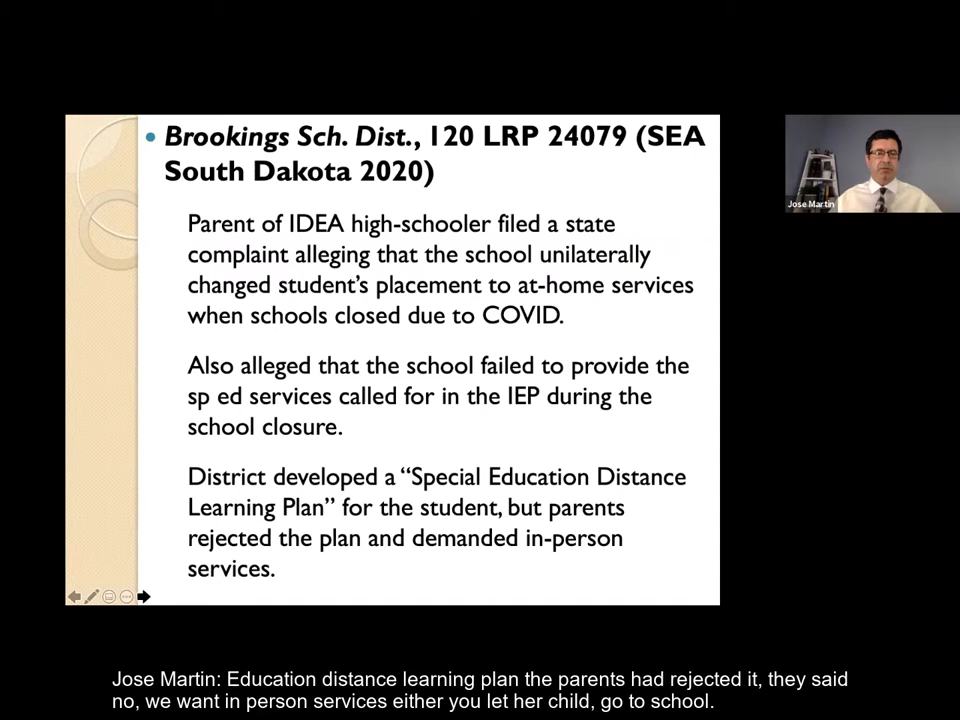 Brookings Sch. Dist., 120 LRP 24079 (SEA
South Dakota 2020)
Parent of IDEA high-schooler filed a state
complaint alleging that the school unilaterally
changed student's placement to at-home services
when schools closed due to COVID.
Also alleged that the school failed to provide the
sp ed services called for in the IEP during the
school closure.
District developed a “Special Education Distance
Learning Plan” for the student, but parents
rejected the plan and demanded in-person
services.
Jose Martin
Jose Martin: Education distance learning plan the parents had rejected it, they said
no, we want in person services either you let her child, go to school.